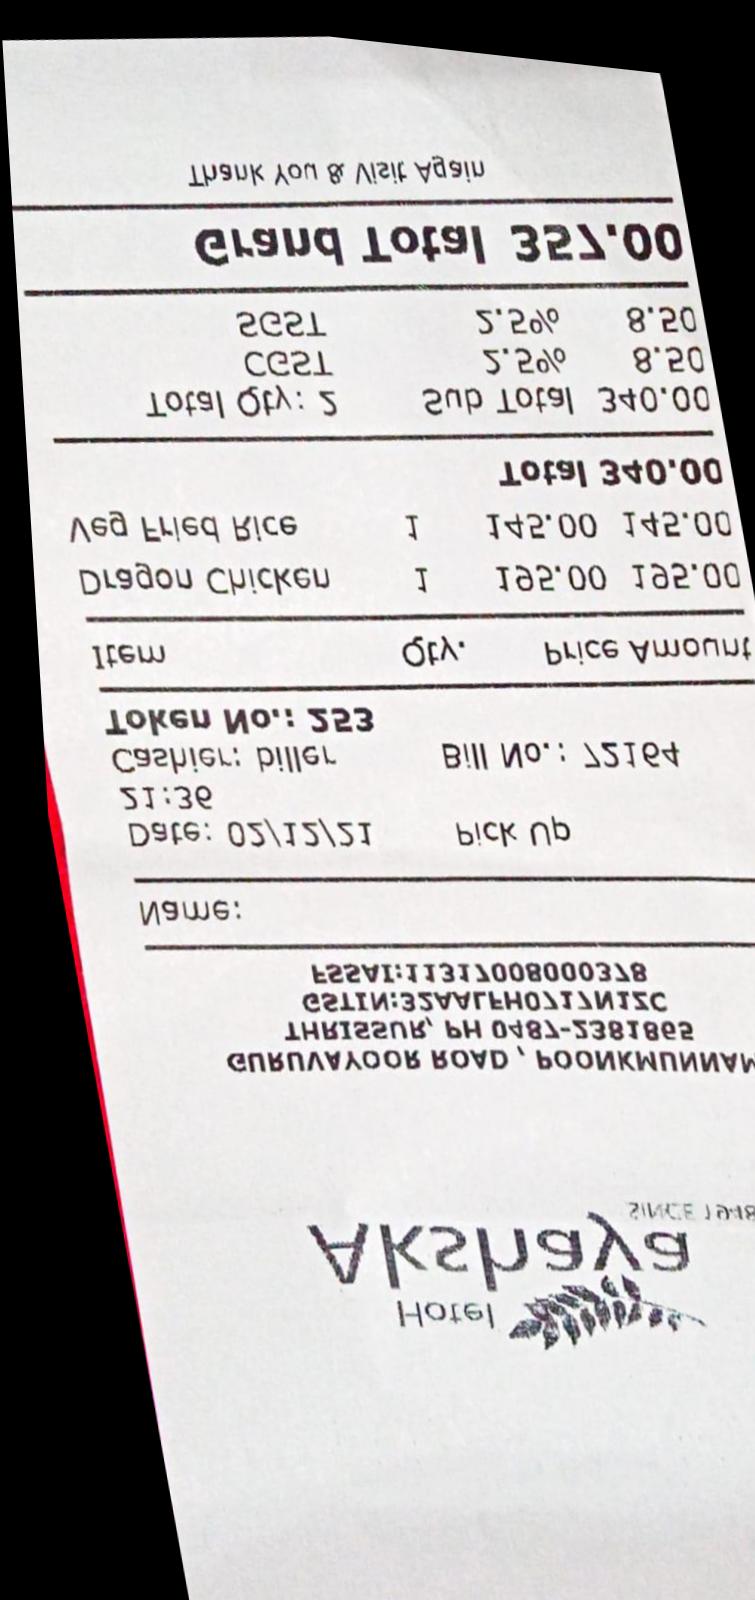 Hotel
Akshaya
SINCE 1948
GURUVAYOOR ROAD , POONKMUNNAM
THRISSUR, PH 0487-2381865
GSTIN:32AALFH0717N1ZC
FSSAI:11317008000378
Name:
Date: 02/12/21 Pick Up
21:36
Cashier: biller Bill No.: 72164
Token No.: 253
Item Qty. Price Amount
Dragon Chicken 1 195.00 195.00
Veg Fried Rice 1 145.00 145.00
Total 340.00
Total Qty: 2 Sub Total 340.00
CGST 2.5% 8.50
SGST 2.5% 8.50
Grand Total 357.00
Thank You & Visit Again